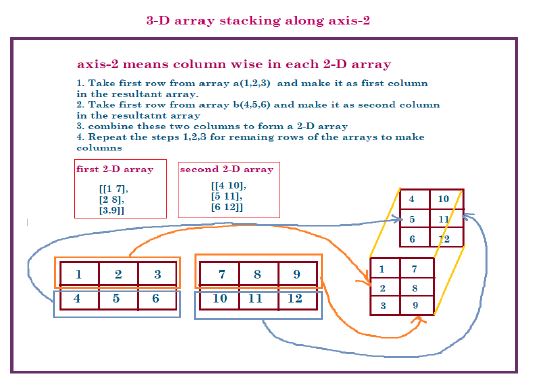 3-D array stacking along axis-2
axis-2 means column wise in each 2-D array
1. Take first row from array a(1,2,3) and make it as first column
in the resultant array.
2. Take first row from array b(4,5,6) and make it as second column
in the resultatnt array
3. combine these two columns to form a 2-D array
4. Repeat the steps 1,2,3 for remaing rows of the arrays to make
columns
first 2-D array
[[1 7],
[2 8],
[3.9]]
second 2-D array
[[4 10],
[5 11],
[6 12]]
4 10
5 11
6 12
1 2 3
4 5 6
7 8 9
10 11 12
1 7
2 8
3 9